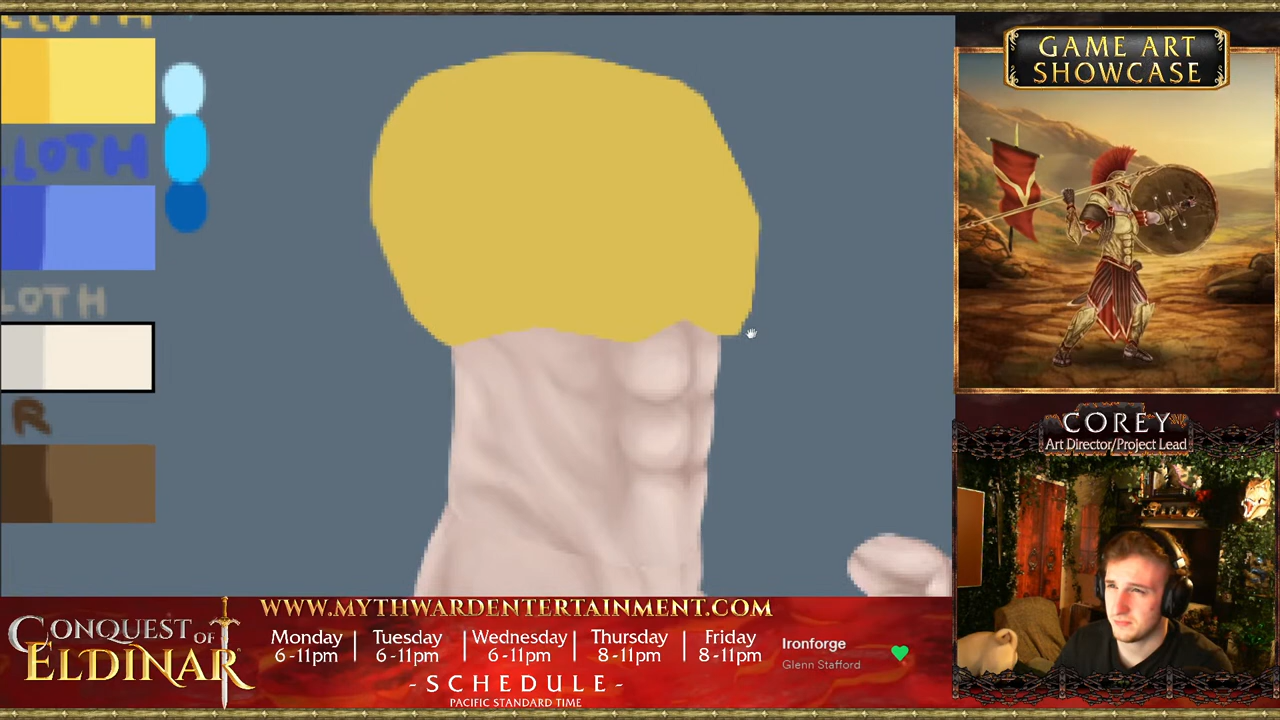 GAME ART
SHOWCASE
LOTH
LOTH
R
COREY
Art Director/Project Lead
CONQUEST OF
ELDINAR
WWW.MYTHWARDENTERTAINMENT.COM
Monday | Tuesday | Wednesday | Thursday | Friday
6-11pm | 6-11pm | 6-11pm | 8-11pm | 8-11pm
- SCHEDULE -
PACIFIC STANDARD TIME
Ironforge
Glenn Stafford